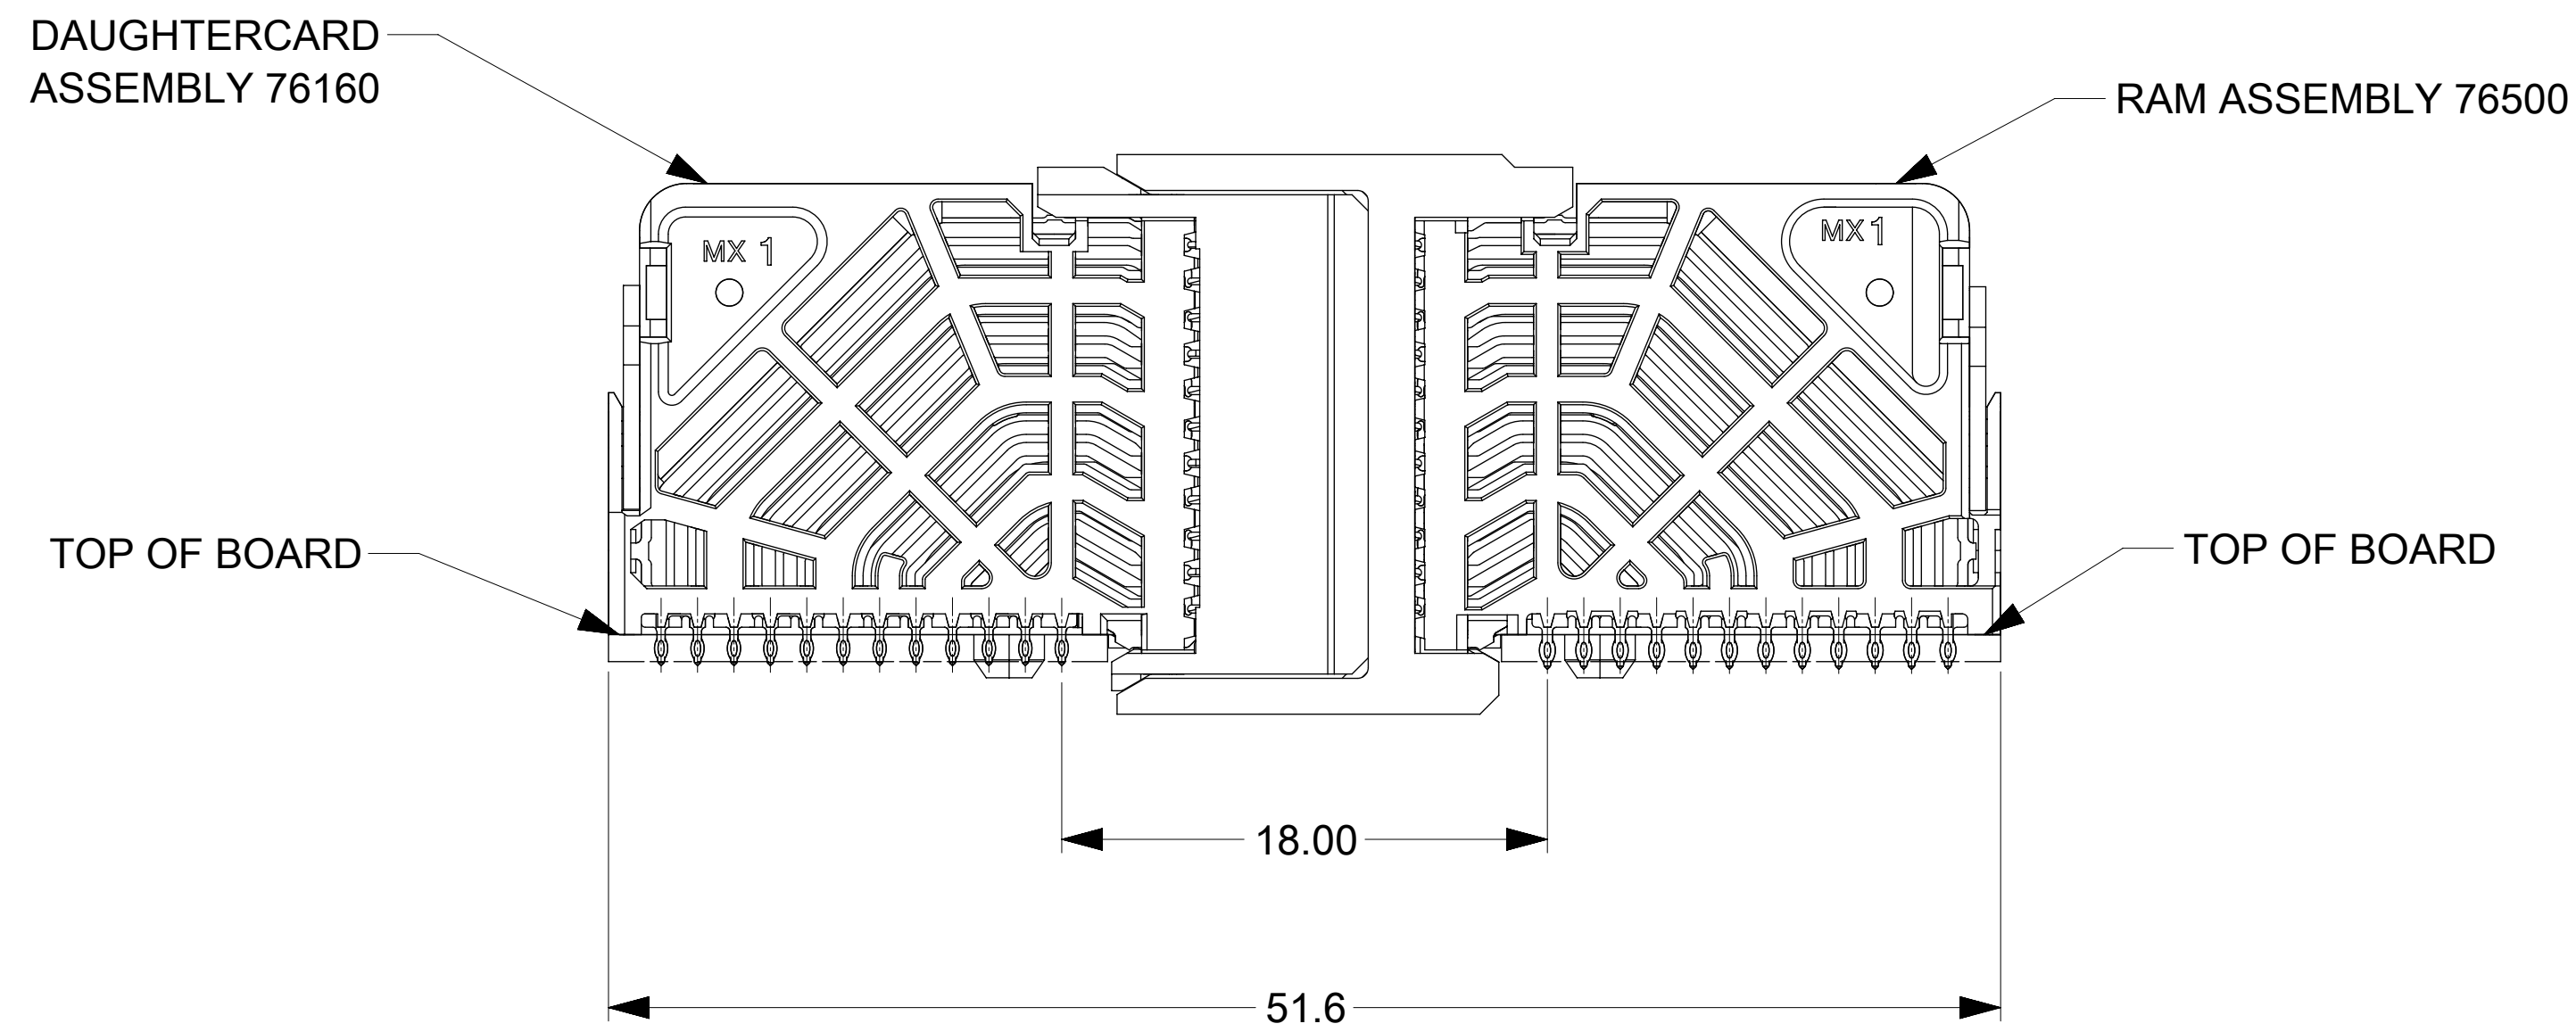 DAUGHTERCARD
ASSEMBLY 76160
RAM ASSEMBLY 76500
MX 1
MX 1
TOP OF BOARD
TOP OF BOARD
18.00
51.6